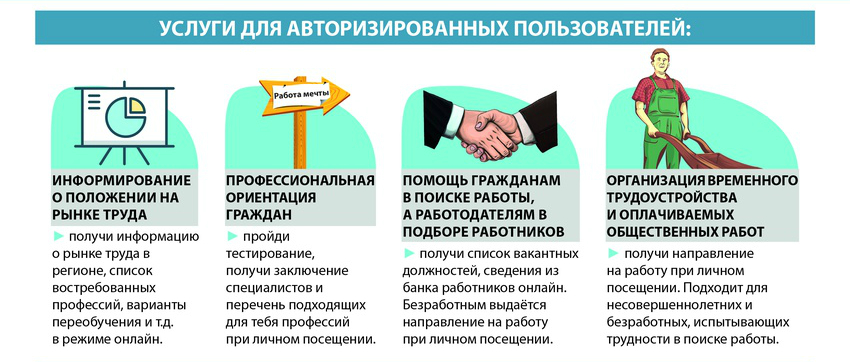 УСЛУГИ ДЛЯ АВТОРИЗИРОВАННЫХ ПОЛЬЗОВАТЕЛЕЙ:
Работа мечты
ИНФОРМИРОВАНИЕ
О ПОЛОЖЕНИИ НА
РЫНКЕ ТРУДА
► получи информацию
о рынке труда в
регионе, список
востребованных
профессий, варианты
переобучения и т.д.
в режиме онлайн.
ПРОФЕССИОНАЛЬНАЯ
ОРИЕНТАЦИЯ
ГРАЖДАН
► пройди
тестирование,
получи заключение
специалистов и
перечень подходящих
для тебя профессий
при личном посещении.
ПОМОЩЬ ГРАЖДАНАМ
В ПОИСКЕ РАБОТЫ,
А РАБОТОДАТЕЛЯМ В
ПОДБОРЕ РАБОТНИКОВ
► получи список вакантных
должностей, сведения из
банка работников онлайн.
Безработным выдаётся
направление на работу
при личном посещении.
ОРГАНИЗАЦИЯ ВРЕМЕННОГО
ТРУДОУСТРОЙСТВА
И ОПЛАЧИВАЕМЫХ
ОБЩЕСТВЕННЫХ РАБОТ
► получи направление
на работу при личном
посещении. Подходит для
несовершеннолетних и
безработных, испытывающих
трудности в поиске работы.